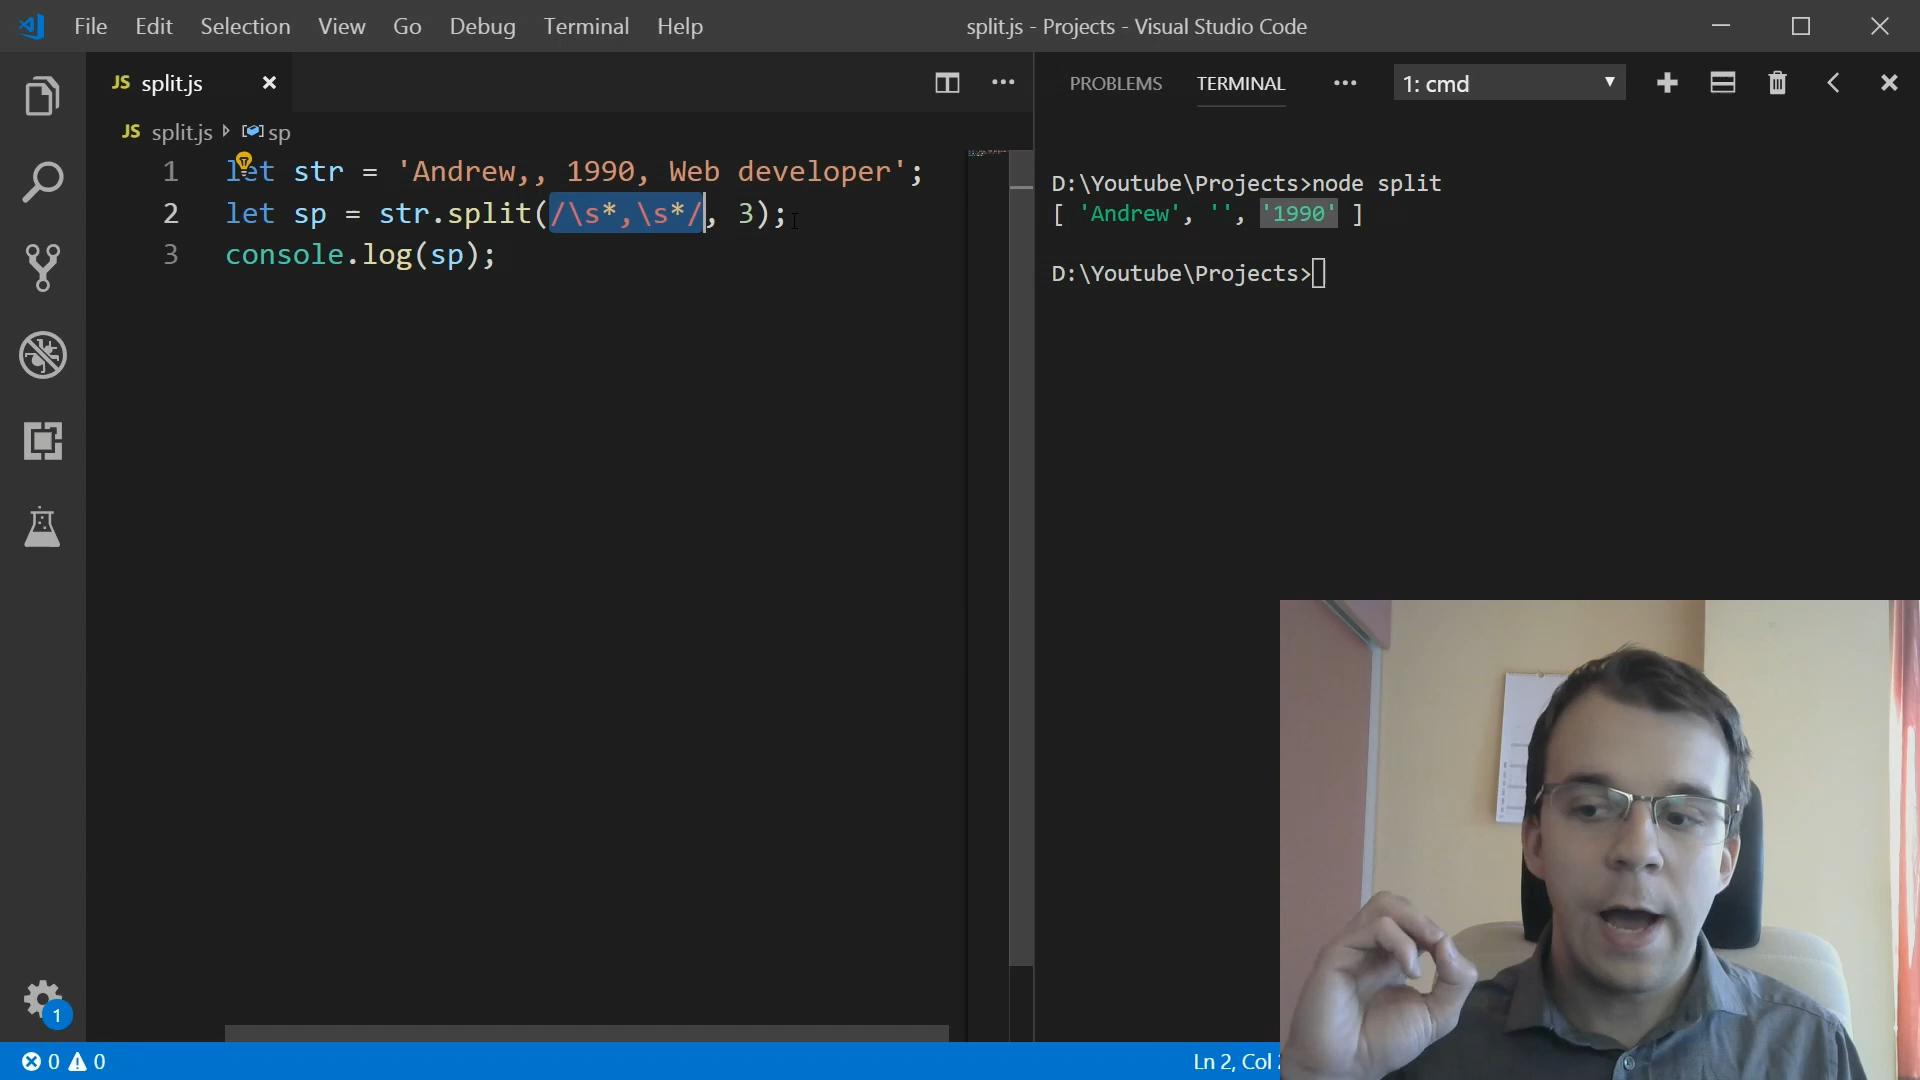 File Edit Selection View Go Debug Terminal Help
split.js - Projects - Visual Studio Code
JS split.js
PROBLEMS TERMINAL 1: cmd
JS split.js sp
1 let str = 'Andrew,, 1990, Web developer';
2 let sp = str.split(/\s*,\s*/, 3);
3 console.log(sp);
D:\Youtube\Projects>node split
[ 'Andrew', '', '1990' ]
D:\Youtube\Projects>
1
0 0
Ln 2, Col